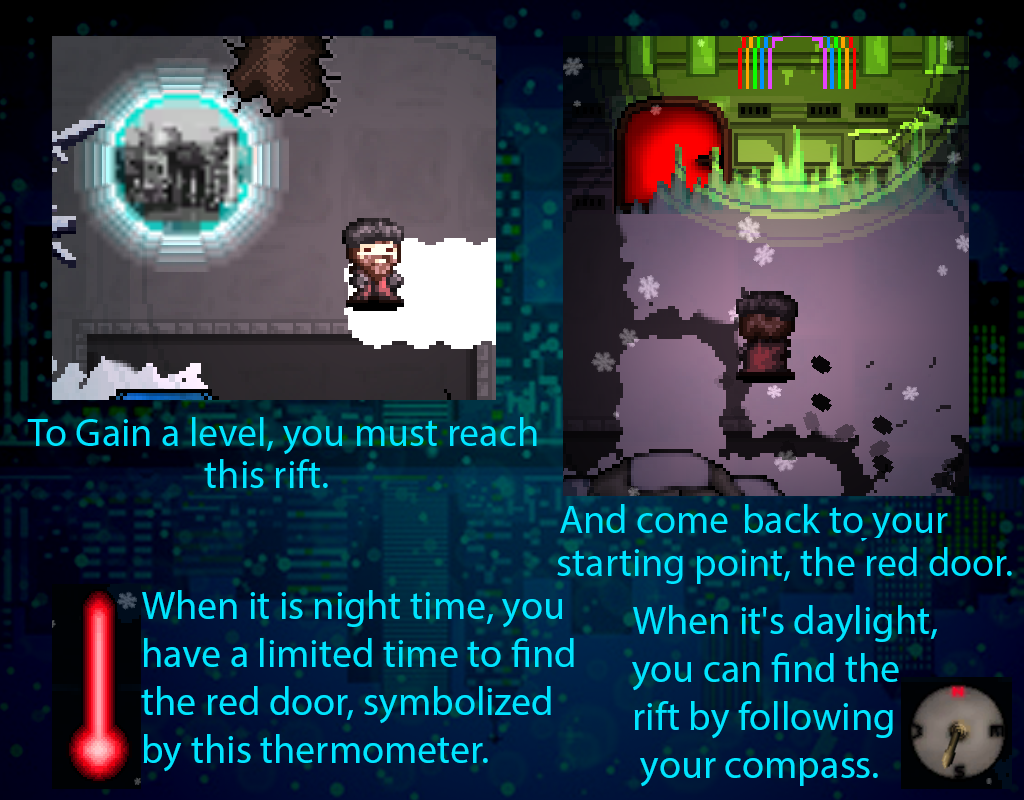 To Gain a level, you must reach
this rift.
And come back to your
starting point, the red door.
When it is night time, you
have a limited time to find
the red door, symbolized
by this thermometer.
When it's daylight,
you can find the
rift by following
your compass.
S